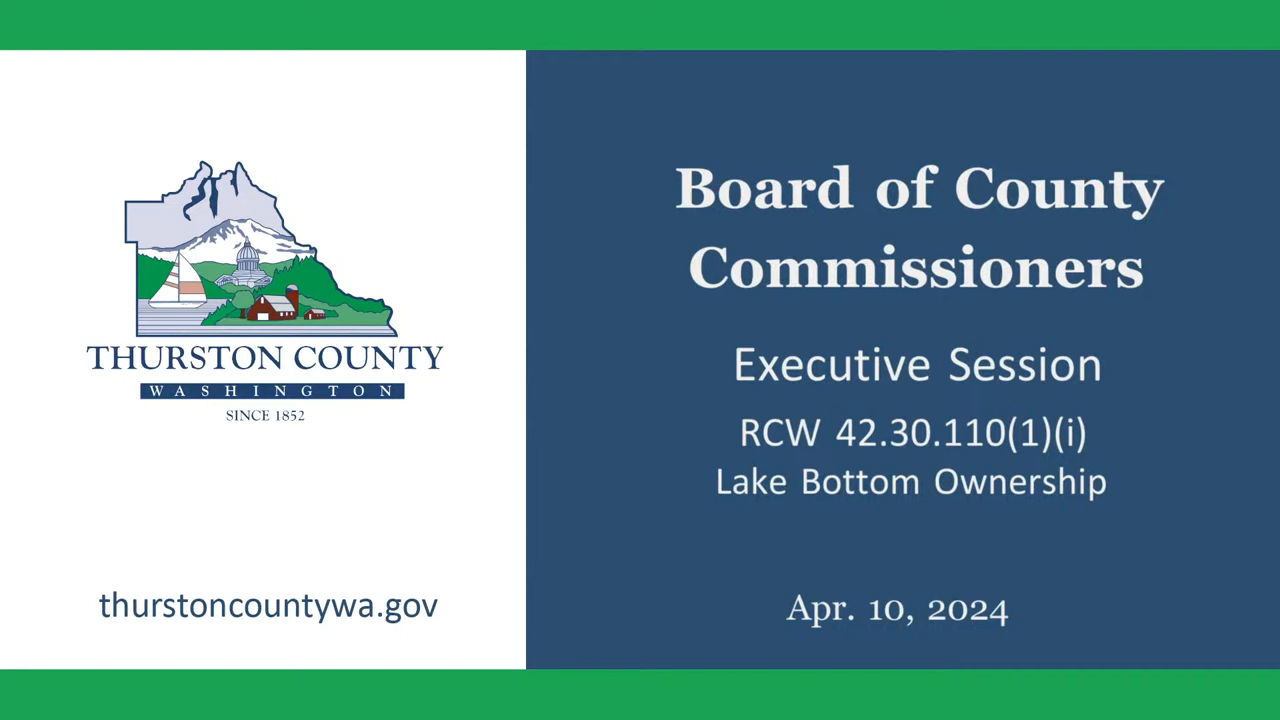 THURSTON COUNTY
WASHINGTON
SINCE 1852
thurstoncountywa.gov
Board of County
Commissioners
Executive Session
RCW 42.30.110(1)(i)
Lake Bottom Ownership
Apr. 10, 2024